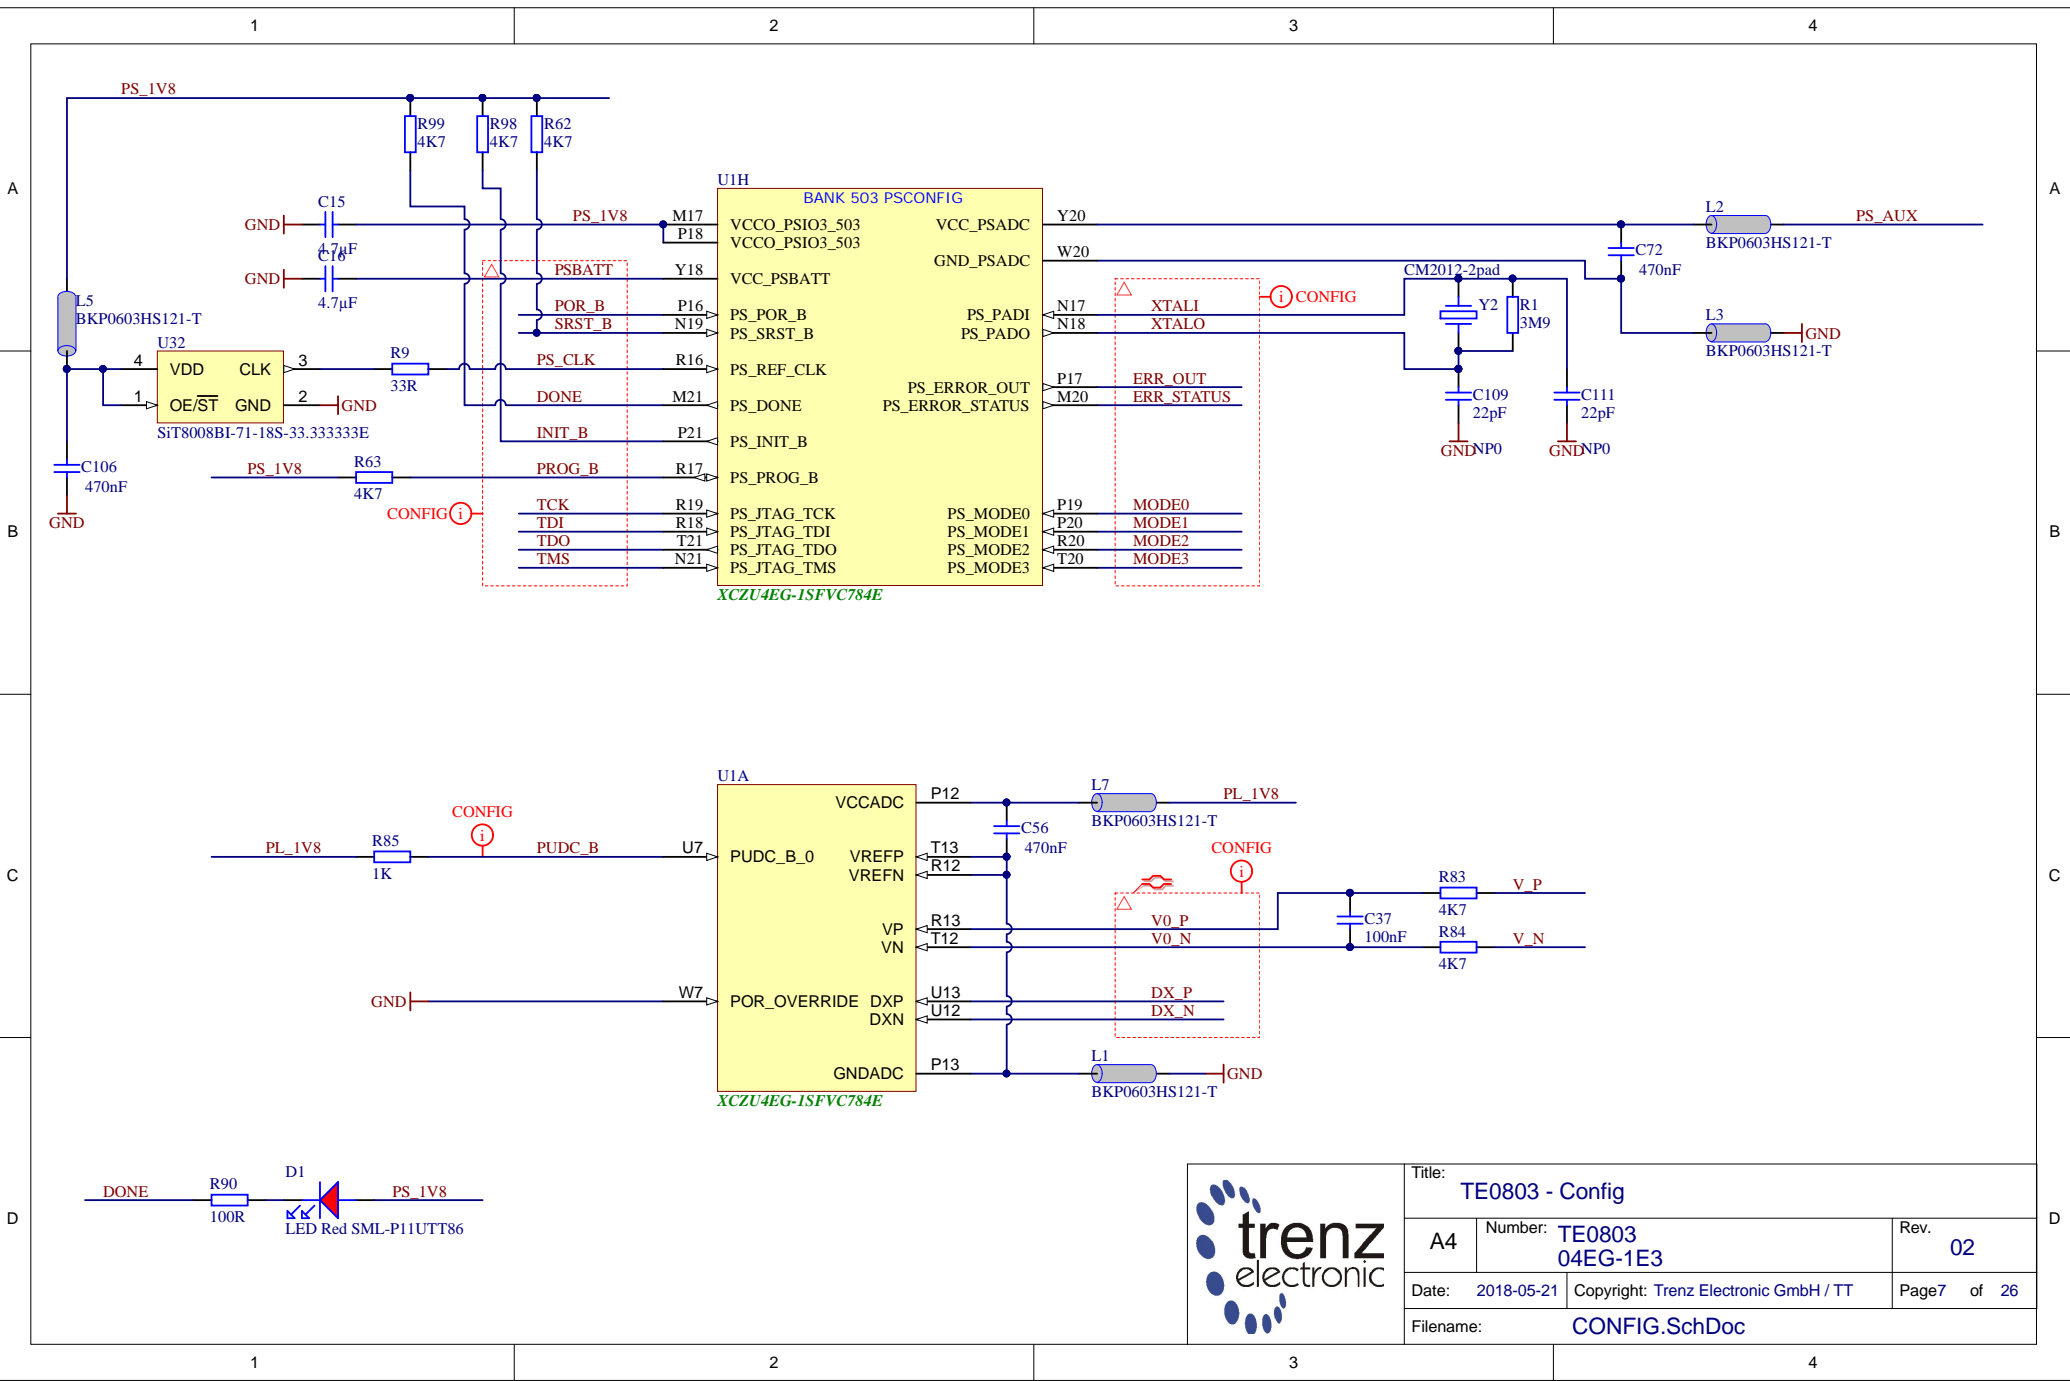 1 2 3 4
A A
B B
C C
D D
PS_1V8
R99 4K7
R98 4K7
R62 4K7
C15
4.7µF
GND
PS_1V8
C16
4.7µF
GND
L5
BKP0603HS121-T
U32
4 VDD CLK 3
1 OE/ST GND 2
GND
SiT8008BI-71-18S-33.333333E
R9
33R
C106
470nF
GND
PS_1V8
R63
4K7
CONFIG
i
PSBATT
POR_B
SRST_B
PS_CLK
DONE
INIT_B
PROG_B
TCK
TDI
TDO
TMS
U1H
BANK 503 PSCONFIG
M17 VCCO_PSIO3_503
P18 VCCO_PSIO3_503
Y18 VCC_PSBATT
P16 PS_POR_B
N19 PS_SRST_B
R16 PS_REF_CLK
M21 PS_DONE
P21 PS_INIT_B
R17 PS_PROG_B
R19 PS_JTAG_TCK
R18 PS_JTAG_TDI
T21 PS_JTAG_TDO
N21 PS_JTAG_TMS
VCC_PSADC Y20
GND_PSADC W20
PS_PADI N17 XTALI
PS_PADO N18 XTALO
PS_ERROR_OUT P17 ERR_OUT
PS_ERROR_STATUS M20 ERR_STATUS
PS_MODE0 P19 MODE0
PS_MODE1 P20 MODE1
PS_MODE2 R20 MODE2
PS_MODE3 T20 MODE3
XCZU4EG-1SFVC784E
i CONFIG
CM2012-2pad
Y2
R1
3M9
C109
22pF
GND NP0
C111
22pF
GND NP0
C72
470nF
L2
BKP0603HS121-T
PS_AUX
L3
BKP0603HS121-T
GND
U1A
PL_1V8
R85
1K
CONFIG
i
PUDC_B
U7 PUDC_B_0
GND
W7 POR_OVERRIDE
VCCADC P12
VREFP T13
VREFN R12
VP R13
VN T12
DXP U13
DXN U12
GNDADC P13
XCZU4EG-1SFVC784E
L7
BKP0603HS121-T
PL_1V8
C56
470nF
CONFIG
i
V0_P
V0_N
DX_P
DX_N
C37
100nF
R83
4K7
V_P
R84
4K7
V_N
L1
BKP0603HS121-T
GND
DONE
R90
100R
D1
LED Red SML-P11UTT86
PS_1V8
trenz
electronic
Title:
TE0803 - Config
A4
Number: TE0803
04EG-1E3
Rev.
02
Date: 2018-05-21
Copyright: Trenz Electronic GmbH / TT
Page7 of 26
Filename: CONFIG.SchDoc
1 2 3 4